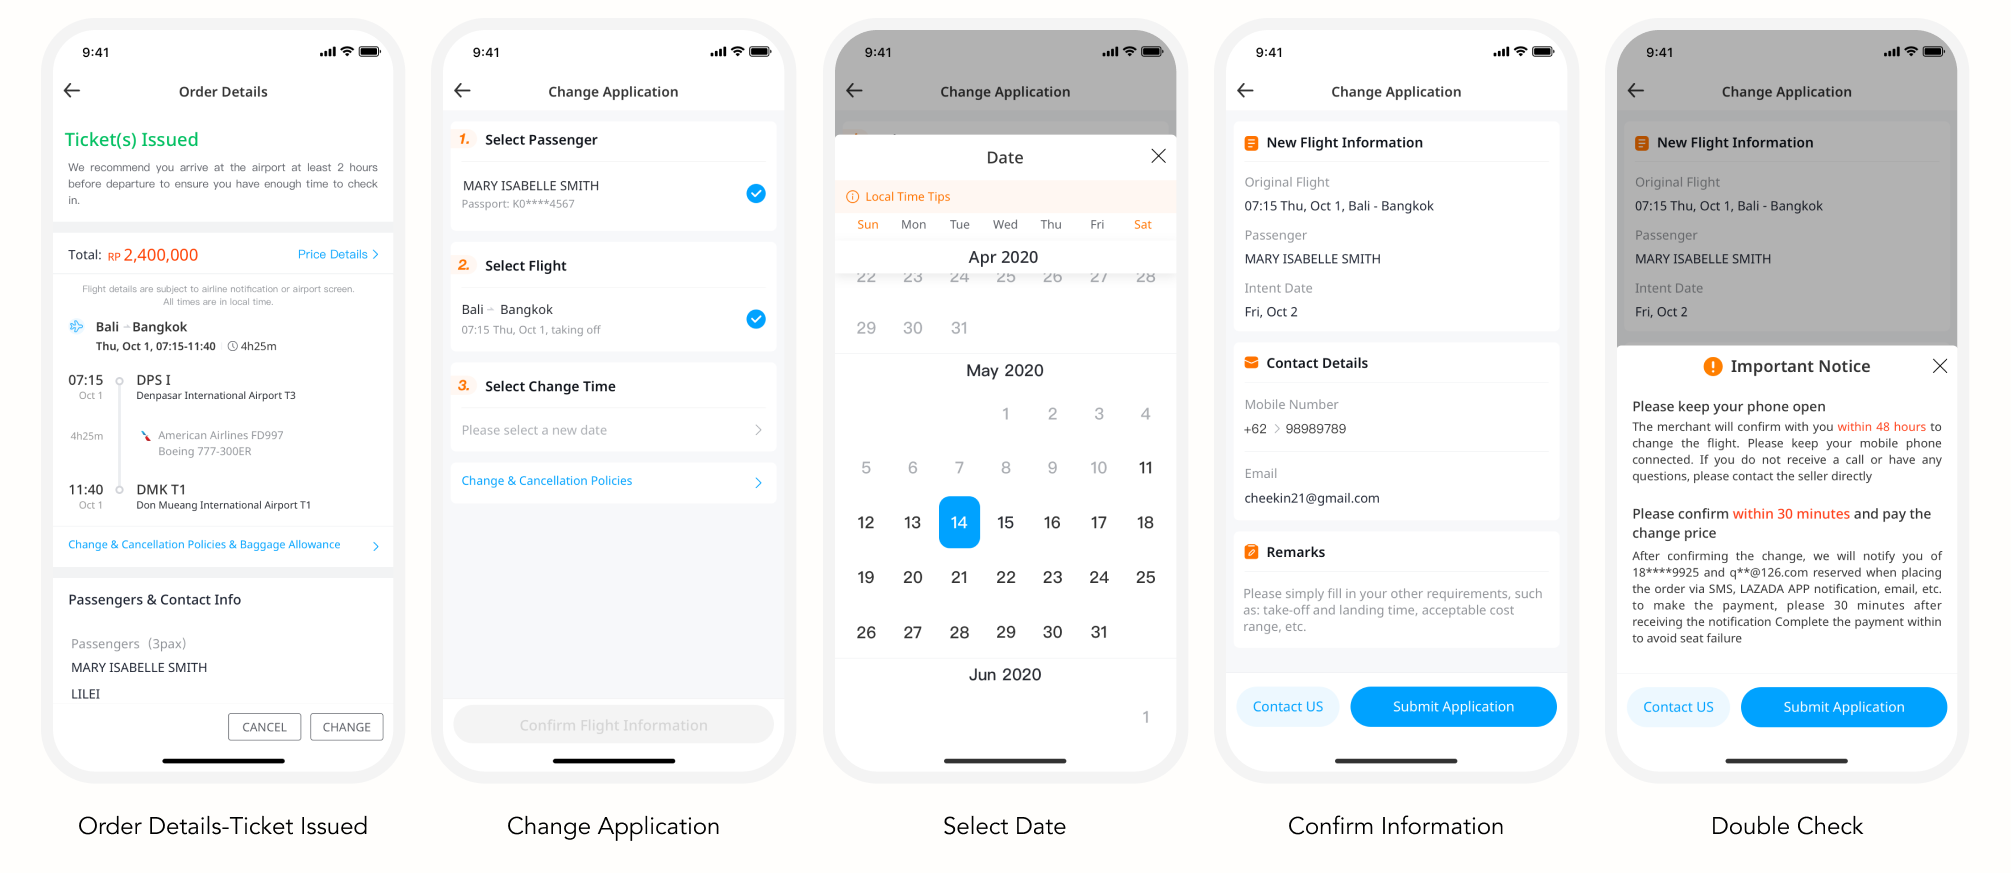 9:41
Order Details
Ticket(s) Issued
We recommend you arrive at the airport at least 2 hours
before departure to ensure you have enough time to check
in.
Total: RP 2,400,000
Price Details
Flight details are subject to airline notification or airport screen.
All times are in local time.
Bali Bangkok
Thu, Oct 1, 07:15-11:40 4h25m
07:15 DPS I
Oct 1 Denpasar International Airport T3
4h25m American Airlines FD997
Boeing 777-300ER
11:40 DMK T1
Oct 1 Don Mueang International Airport T1
Change & Cancellation Policies & Baggage Allowance
Passengers & Contact Info
Passengers (3pax)
MARY ISABELLE SMITH
LILEI
CANCEL CHANGE
Order Details-Ticket Issued
9:41
Change Application
1. Select Passenger
MARY ISABELLE SMITH
Passport: K0****4567
2. Select Flight
Bali Bangkok
07:15 Thu, Oct 1, taking off
3. Select Change Time
Please select a new date
Change & Cancellation Policies
Confirm Flight Information
Change Application
9:41
Change Application
Date
Local Time Tips
Sun Mon Tue Wed Thu Fri Sat
Apr 2020
22 23 24 25 26 27 28
29 30 31
May 2020
1 2 3 4
5 6 7 8 9 10 11
12 13 14 15 16 17 18
19 20 21 22 23 24 25
26 27 28 29 30 31
Jun 2020
1
Select Date
9:41
Change Application
New Flight Information
Original Flight
07:15 Thu, Oct 1, Bali - Bangkok
Passenger
MARY ISABELLE SMITH
Intent Date
Fri, Oct 2
Contact Details
Mobile Number
+62 98989789
Email
cheekin21@gmail.com
Remarks
Please simply fill in your other requirements, such
as: take-off and landing time, acceptable cost
range, etc.
Contact US Submit Application
Confirm Information
9:41
Change Application
New Flight Information
Original Flight
07:15 Thu, Oct 1, Bali - Bangkok
Passenger
MARY ISABELLE SMITH
Intent Date
Fri, Oct 2
Important Notice
Please keep your phone open
The merchant will confirm with you within 48 hours to
change the flight. Please keep your mobile phone
connected. If you do not receive a call or have any
questions, please contact the seller directly
Please confirm within 30 minutes and pay the
change price
After confirming the change, we will notify you of
18****9925 and q**@126.com reserved when placing
the order via SMS, LAZADA APP notification, email, etc.
to make the payment, please 30 minutes after
receiving the notification Complete the payment within
to avoid seat failure
Contact US Submit Application
Double Check